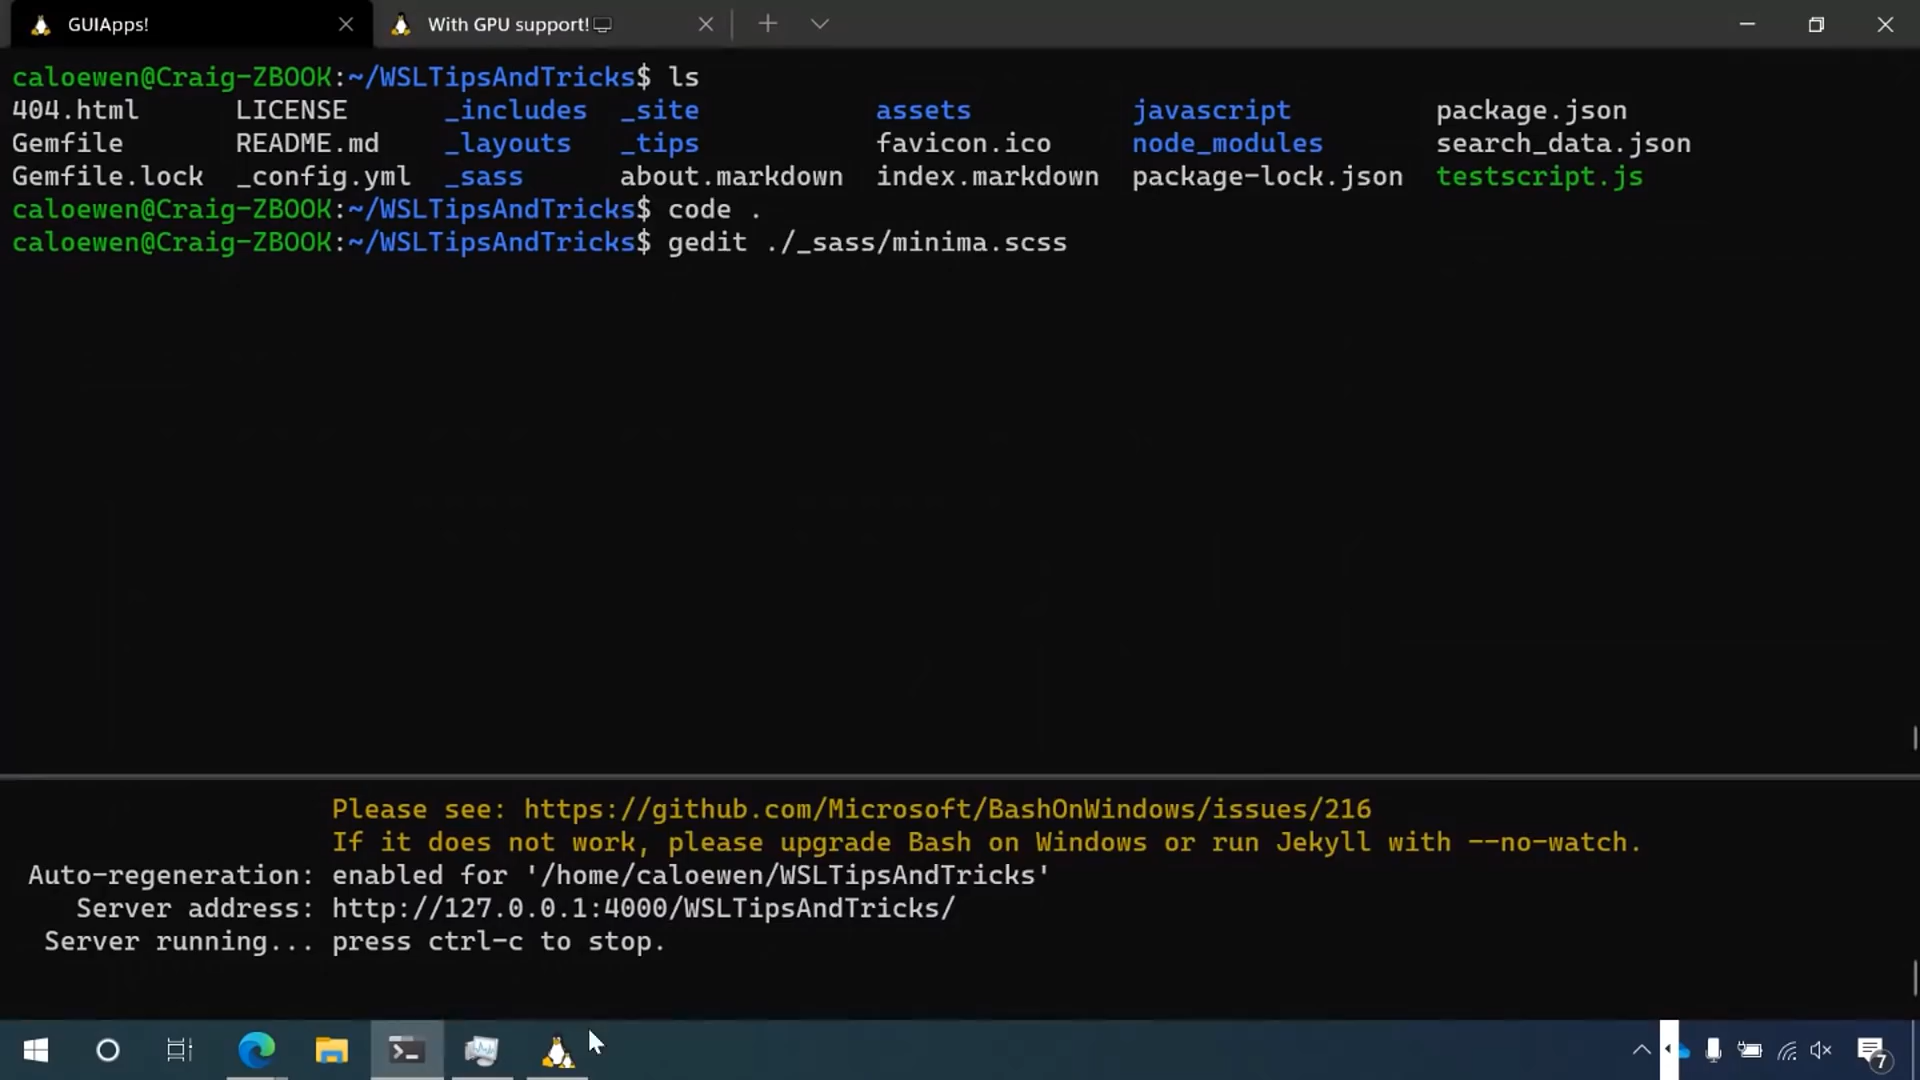 GUIApps!
With GPU support!
caloewen@Craig-ZBOOK:~/WSLTipsAndTricks$ ls
404.html LICENSE _includes _site assets javascript package.json
Gemfile README.md _layouts _tips favicon.ico node_modules search_data.json
Gemfile.lock _config.yml _sass about.markdown index.markdown package-lock.json testscript.js
caloewen@Craig-ZBOOK:~/WSLTipsAndTricks$ code .
caloewen@Craig-ZBOOK:~/WSLTipsAndTricks$ gedit ./_sass/minima.scss
Please see: https://github.com/Microsoft/BashOnWindows/issues/216
If it does not work, please upgrade Bash on Windows or run Jekyll with --no-watch.
Auto-regeneration: enabled for '/home/caloewen/WSLTipsAndTricks'
Server address: http://127.0.0.1:4000/WSLTipsAndTricks/
Server running... press ctrl-c to stop.
7